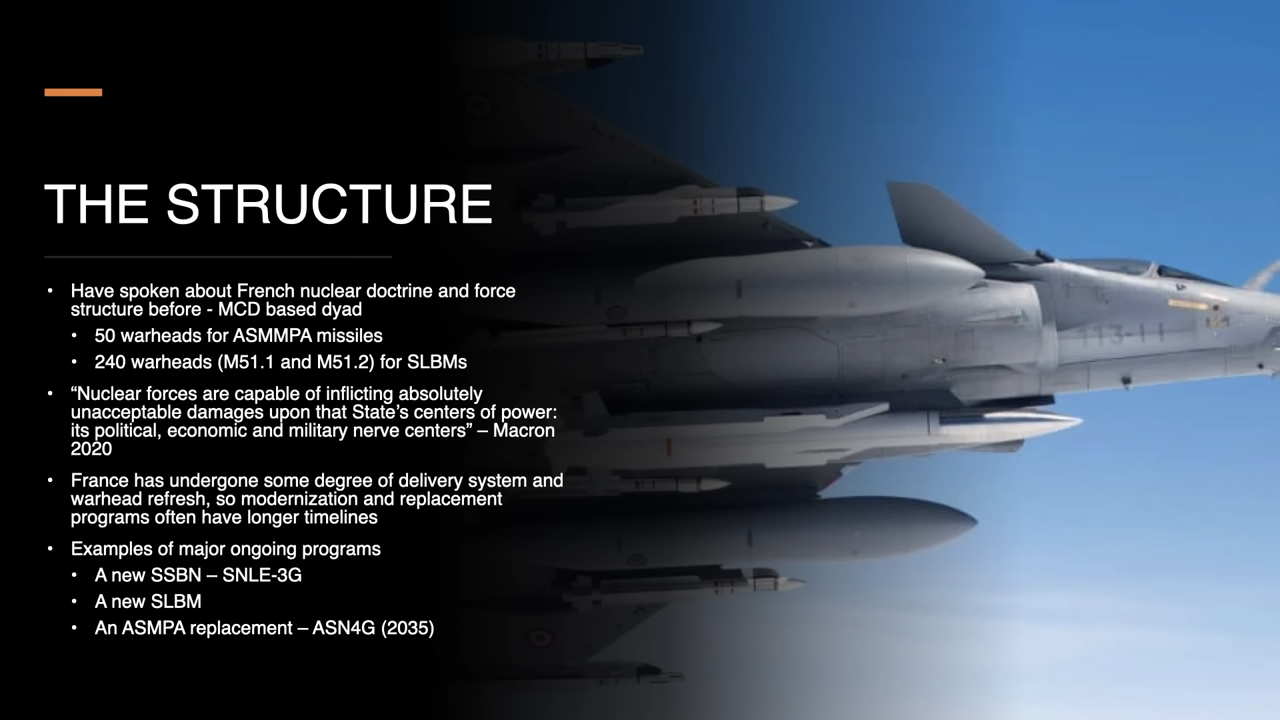 THE STRUCTURE
• Have spoken about French nuclear doctrine and force
structure before - MCD based dyad
• 50 warheads for ASMMPA missiles
• 240 warheads (M51.1 and M51.2) for SLBMs
• “Nuclear forces are capable of inflicting absolutely
unacceptable damages upon that State’s centers of power:
its political, economic and military nerve centers” – Macron
2020
• France has undergone some degree of delivery system and
warhead refresh, so modernization and replacement
programs often have longer timelines
• Examples of major ongoing programs
• A new SSBN – SNLE-3G
• A new SLBM
• An ASMPA replacement – ASN4G (2035)
113-11